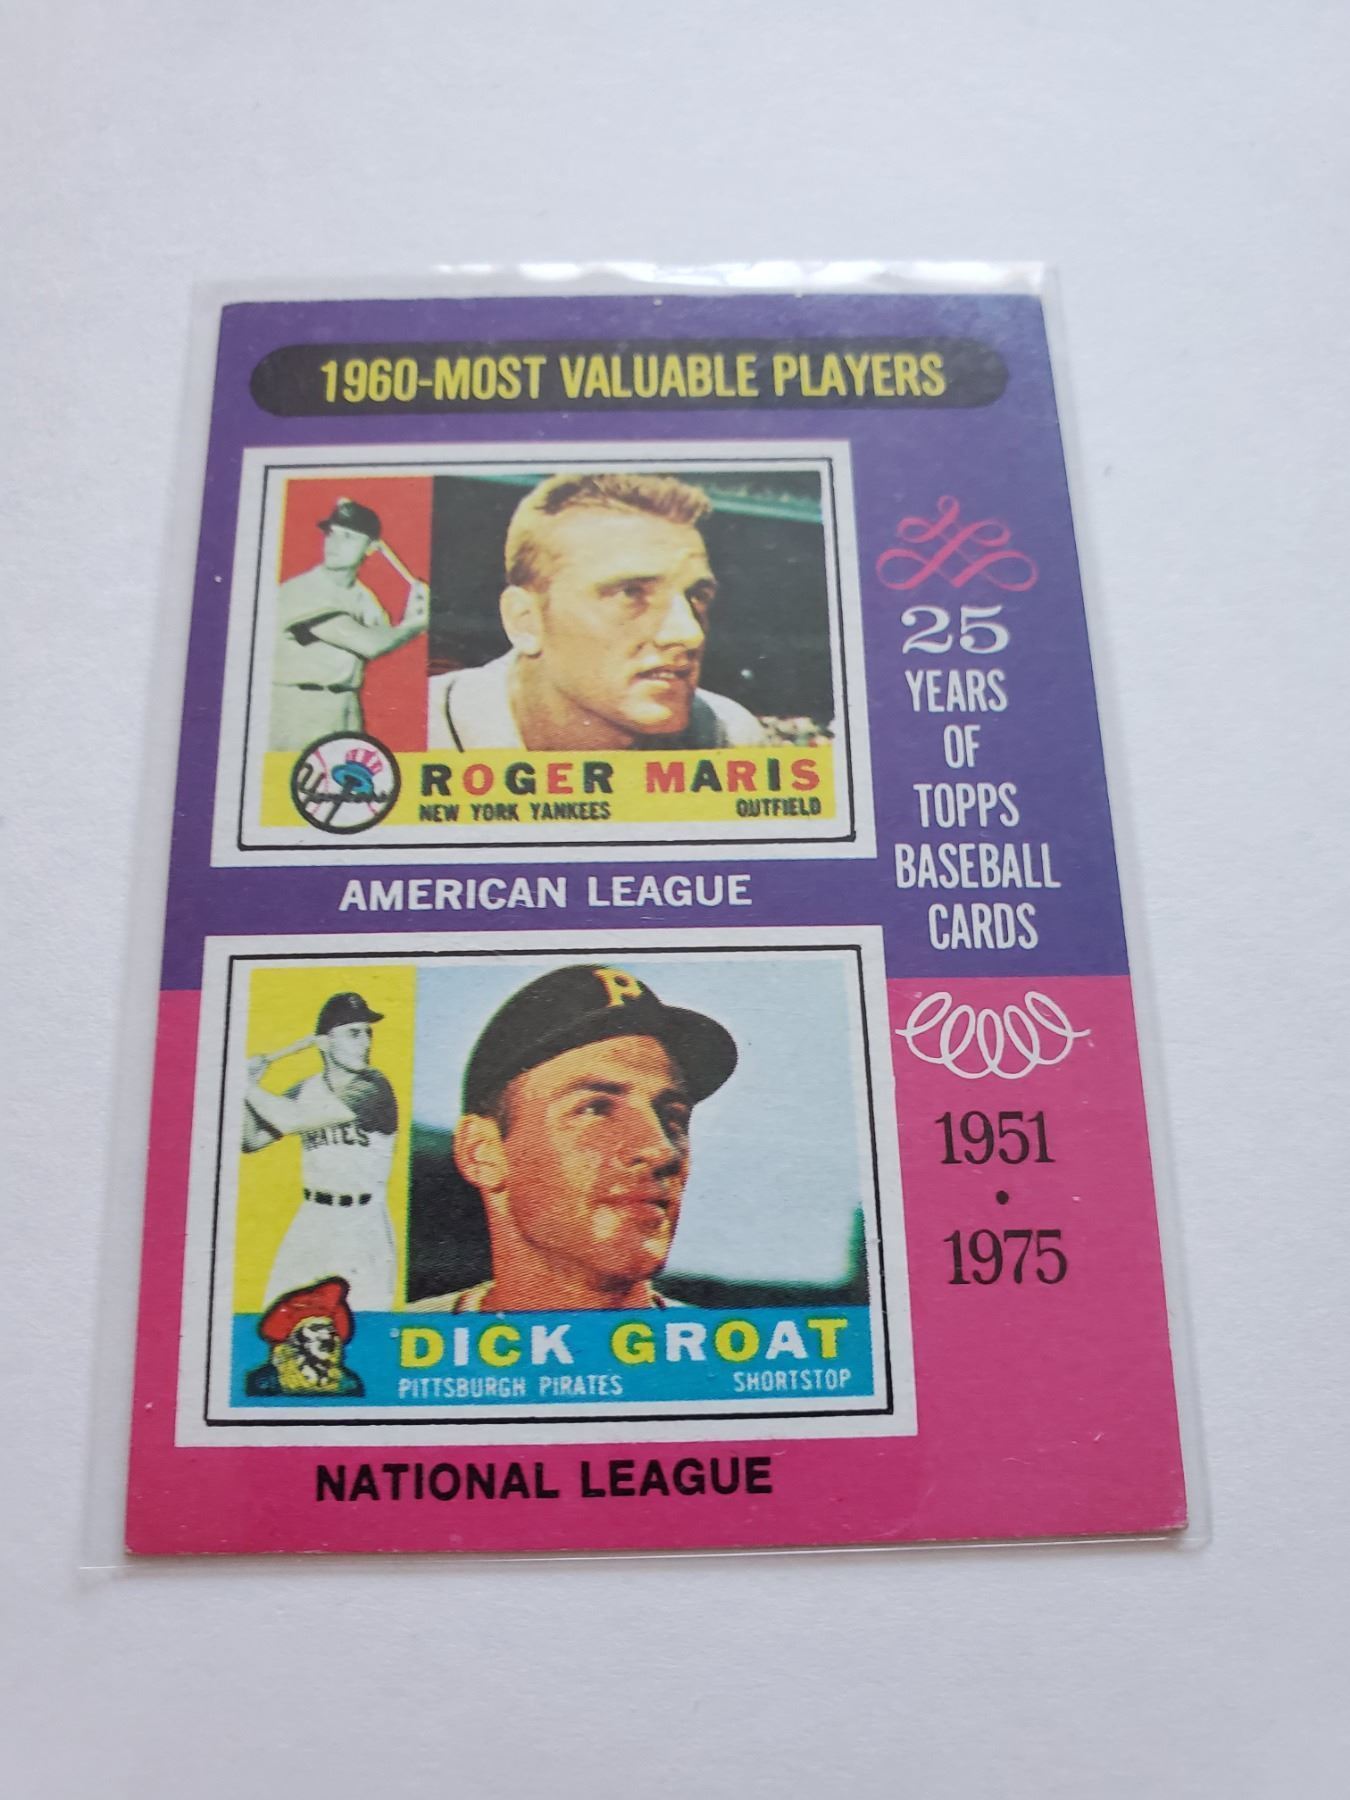 1960-MOST VALUABLE PLAYERS
Yankees
ROGER MARIS
NEW YORK YANKEES OUTFIELD
AMERICAN LEAGUE
25
YEARS
OF
TOPPS
BASEBALL
CARDS
P
DICK GROAT
PITTSBURGH PIRATES SHORTSTOP
NATIONAL LEAGUE
1951
•
1975